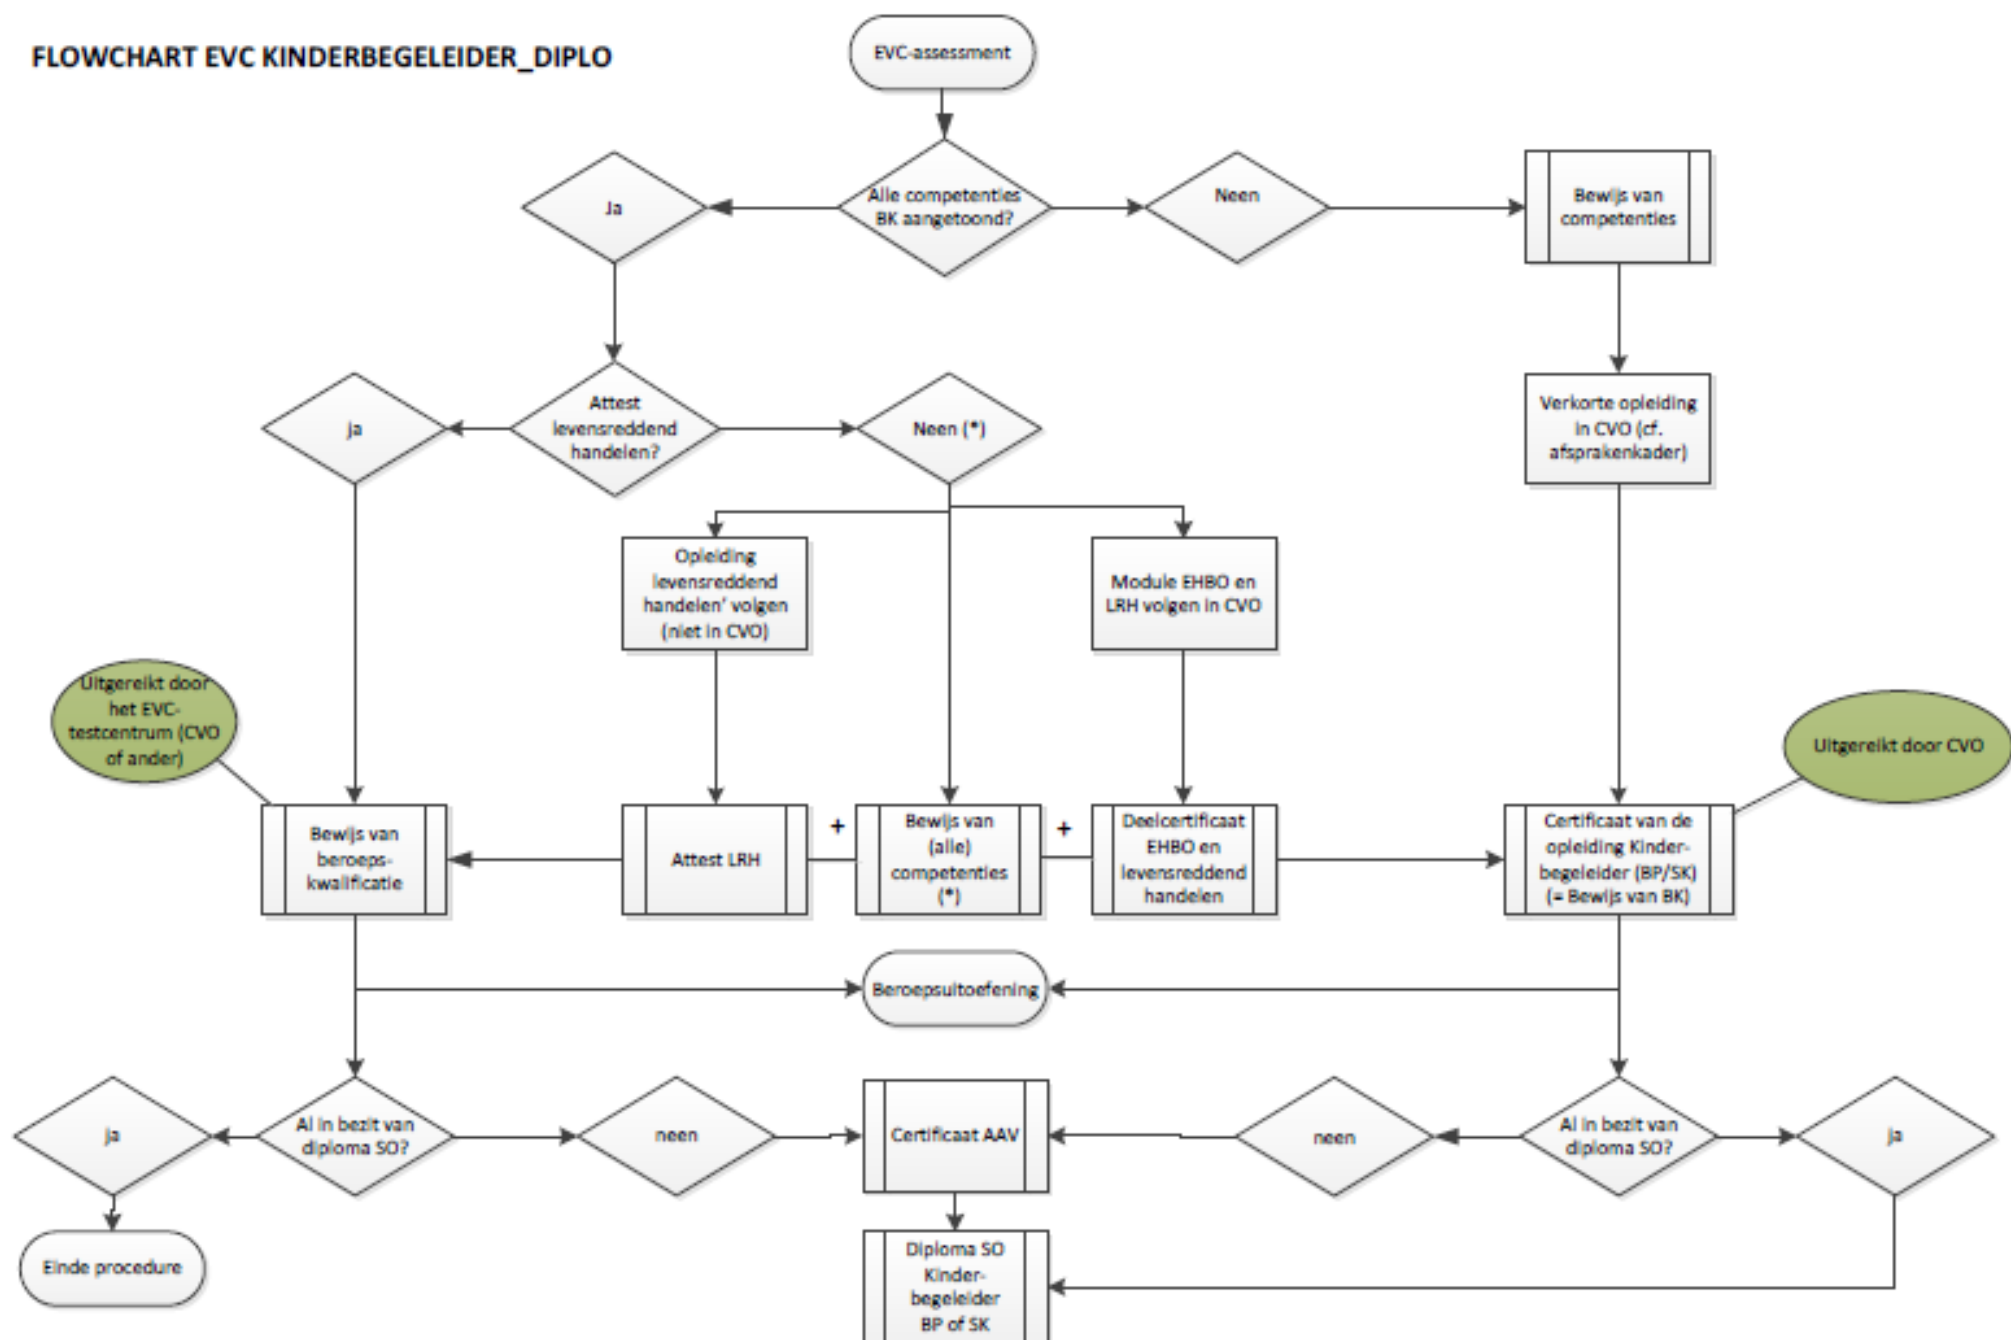 FLOWCHART EVC KINDERBEGELEIDER_DIPLO
EVC-assessment
Ja
Alle competenties
BK aangetoond?
Neen
Bewijs van
competenties
ja
Attest
levensreddend
handelen?
Neen (*)
Verkorte opleiding
in CVO (cf.
afsprakenkader)
Opleiding
levensreddend
handelen’ volgen
(niet in CVO)
Module EHBO en
LRH volgen in CVO
Uitgereikt door
het EVC-
testcentrum (CVO
of ander)
Uitgereikt door CVO
Bewijs van
beroeps-
kwalificatie
Attest LRH
+
Bewijs van
(alle)
competenties
(*)
+
Deelcertificaat
EHBO en
levensreddend
handelen
Certificaat van de
opleiding Kinder-
begeleider (BP/SK)
(= Bewijs van BK)
Beroepsuitoefening
ja
Al in bezit van
diploma SO?
neen
Certificaat AAV
neen
Al in bezit van
diploma SO?
ja
Einde procedure
Diploma SO
Kinder-
begeleider
BP of SK